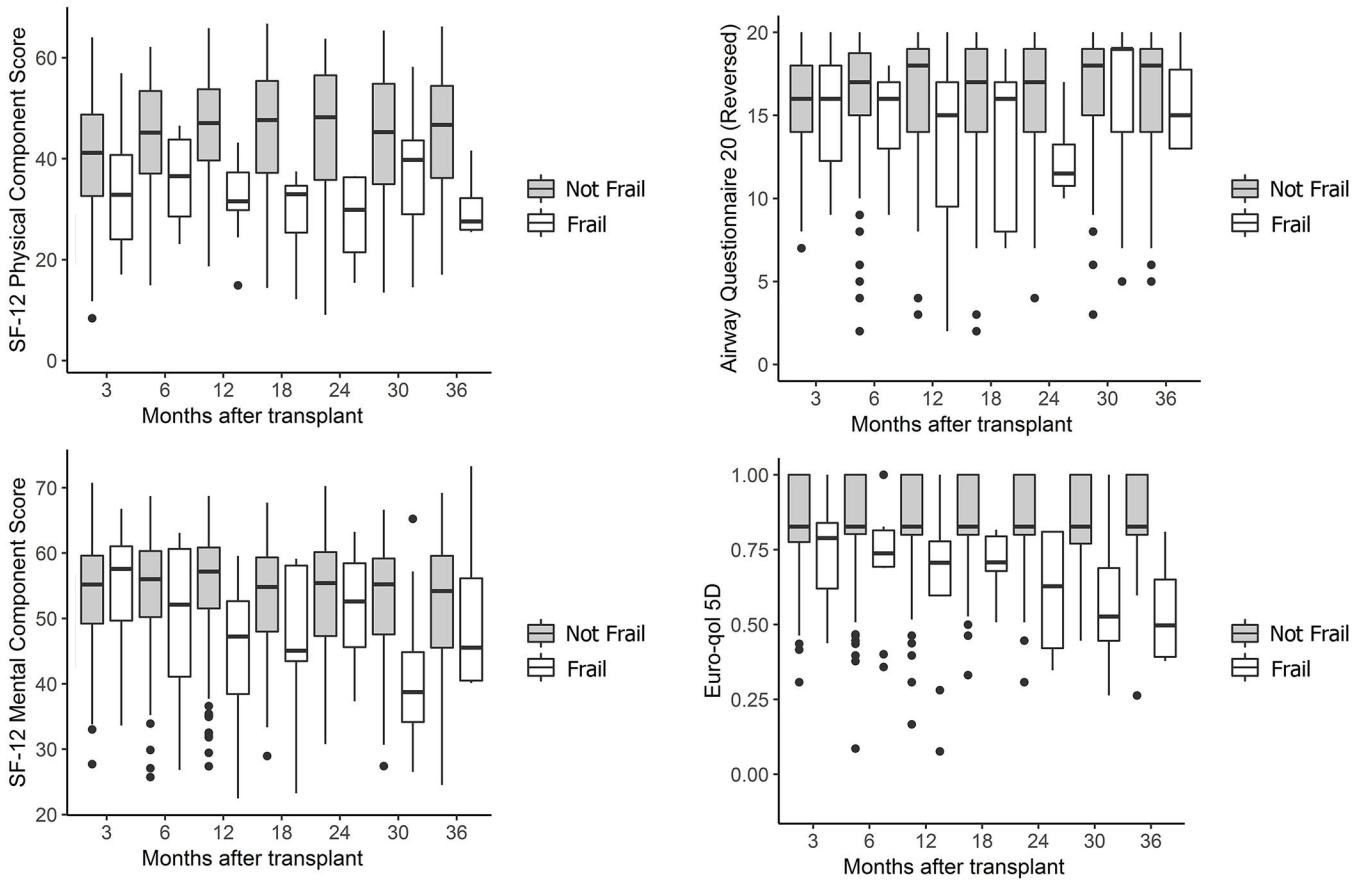 SF-12 Physical Component Score
60
40
20
0
3 6 12 18 24 30 36
Months after transplant
Not Frail
Frail
Airway Questionnaire 20 (Reversed)
20
15
10
5
0
3 6 12 18 24 30 36
Months after transplant
Not Frail
Frail
SF-12 Mental Component Score
70
60
50
40
30
20
3 6 12 18 24 30 36
Months after transplant
Not Frail
Frail
Euro-qol 5D
1.00
0.75
0.50
0.25
0.00
3 6 12 18 24 30 36
Months after transplant
Not Frail
Frail